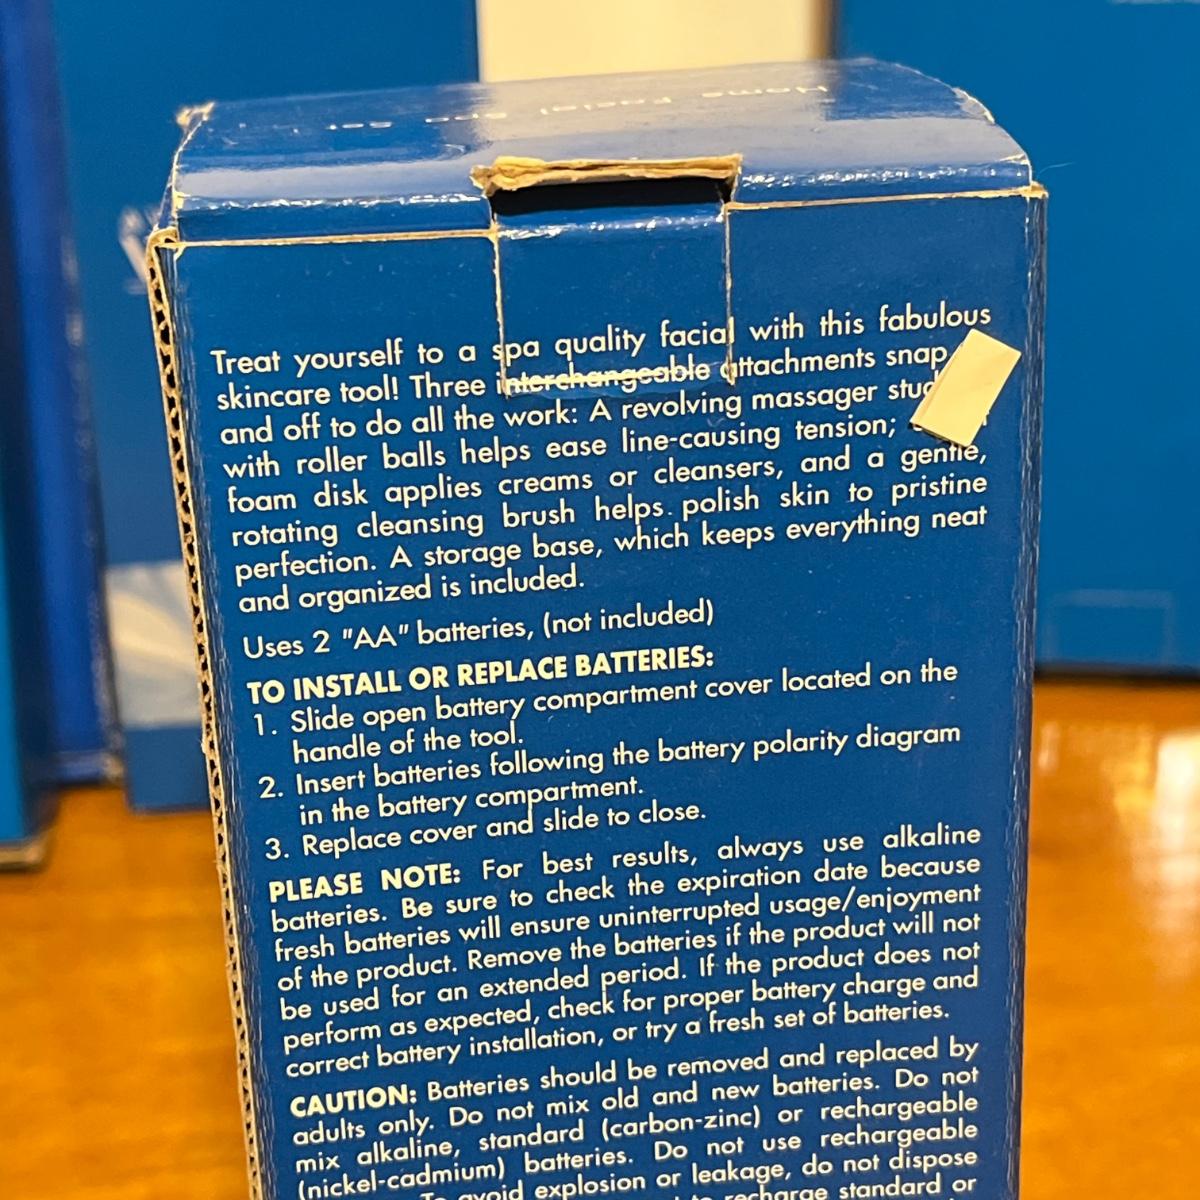 Home Facial
Treat yourself to a spa quality facial with this fabulous
skincare tool! Three interchangeable attachments snap
and off to do all the work: A revolving massager
with roller balls helps ease line-causing tension;
foam disk applies creams or cleansers, and a gentle,
rotating cleansing brush helps polish skin to pristine
perfection. A storage base, which keeps everything neat
and organized is included.
Uses 2 "AA" batteries, (not included)
TO INSTALL OR REPLACE BATTERIES:
1. Slide open battery compartment cover located on the
handle of the tool.
2. Insert batteries following the battery polarity diagram
in the battery compartment.
3. Replace cover and slide to close.
PLEASE NOTE: For best results, always use alkaline
batteries. Be sure to check the expiration date because
fresh batteries will ensure uninterrupted usage/enjoyment
of the product. Remove the batteries if the product will not
be used for an extended period. If the product does not
perform as expected, check for proper battery charge and
correct battery installation, or try a fresh set of batteries.
CAUTION: Batteries should be removed and replaced by
adults only. Do not mix old and new batteries. Do not
mix alkaline, standard (carbon-zinc) or rechargeable
(nickel-cadmium) batteries. Do not use rechargeable
To avoid explosion or leakage, do not dispose
to recharge standard or